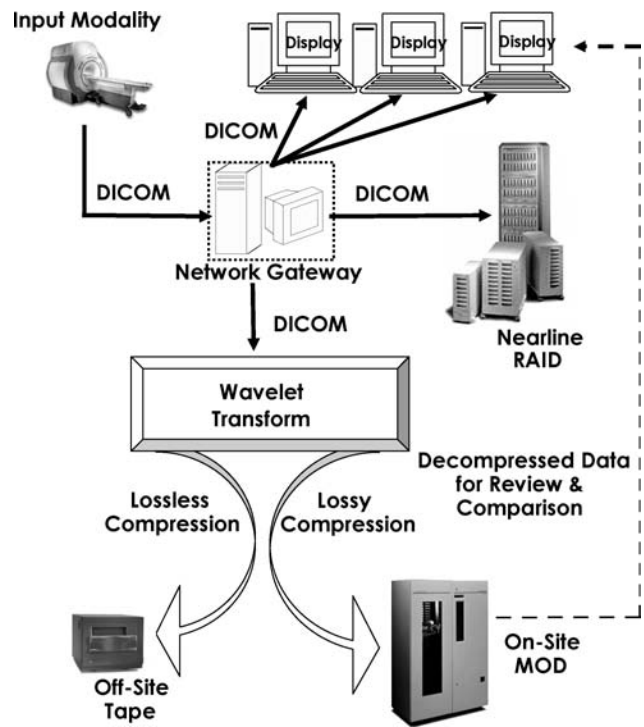 Input Modality
Display
Display
Display
DICOM
DICOM
DICOM
Network Gateway
DICOM
Nearline
RAID
Wavelet
Transform
Decompressed Data
for Review &
Comparison
Lossless
Compression
Lossy
Compression
On-Site
MOD
Off-Site
Tape